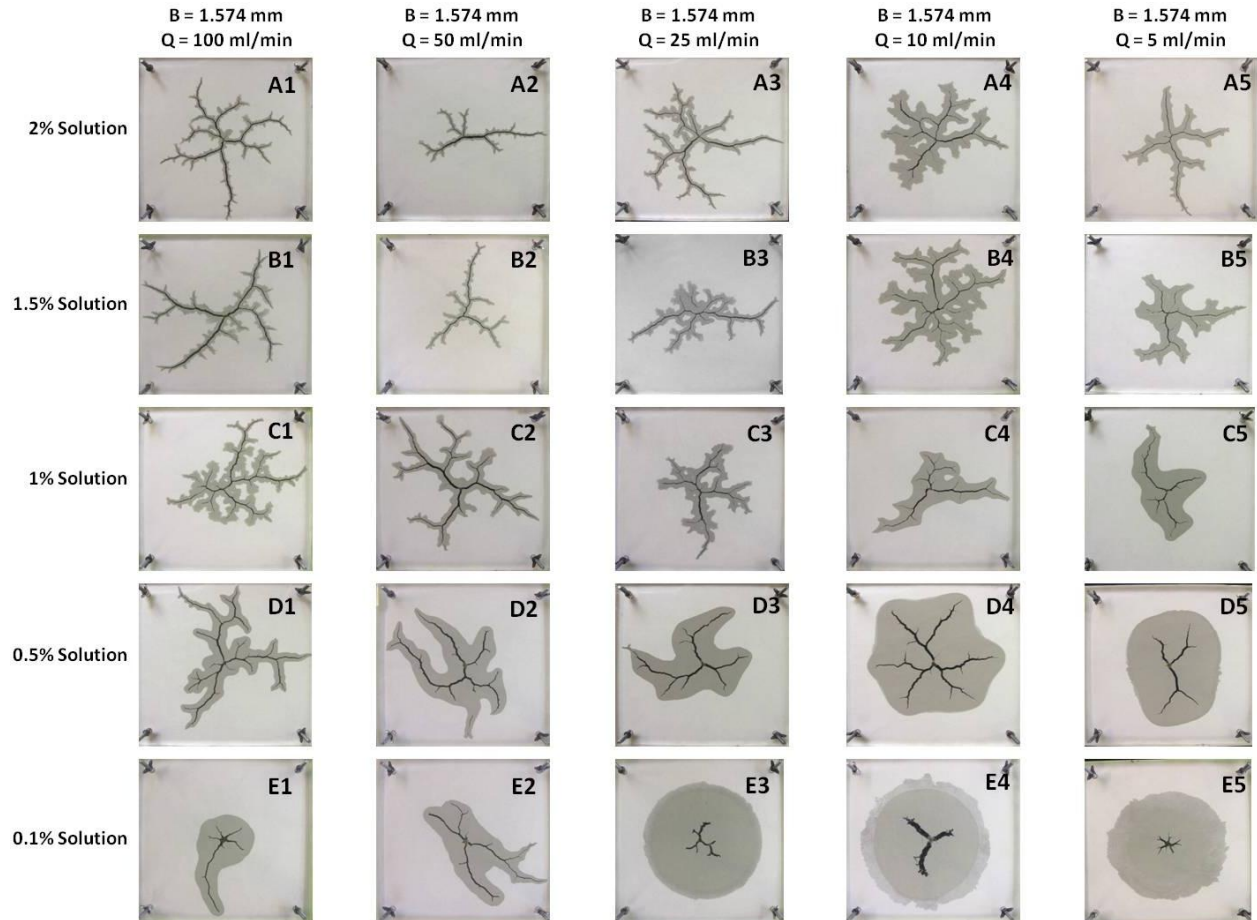 B = 1.574 mm B = 1.574 mm B = 1.574 mm B = 1.574 mm B = 1.574 mm
Q = 100 ml/min Q = 50 ml/min Q = 25 ml/min Q = 10 ml/min Q = 5 ml/min
2% Solution A1 A2 A3 A4 A5
1.5% Solution B1 B2 B3 B4 B5
1% Solution C1 C2 C3 C4 C5
0.5% Solution D1 D2 D3 D4 D5
0.1% Solution E1 E2 E3 E4 E5